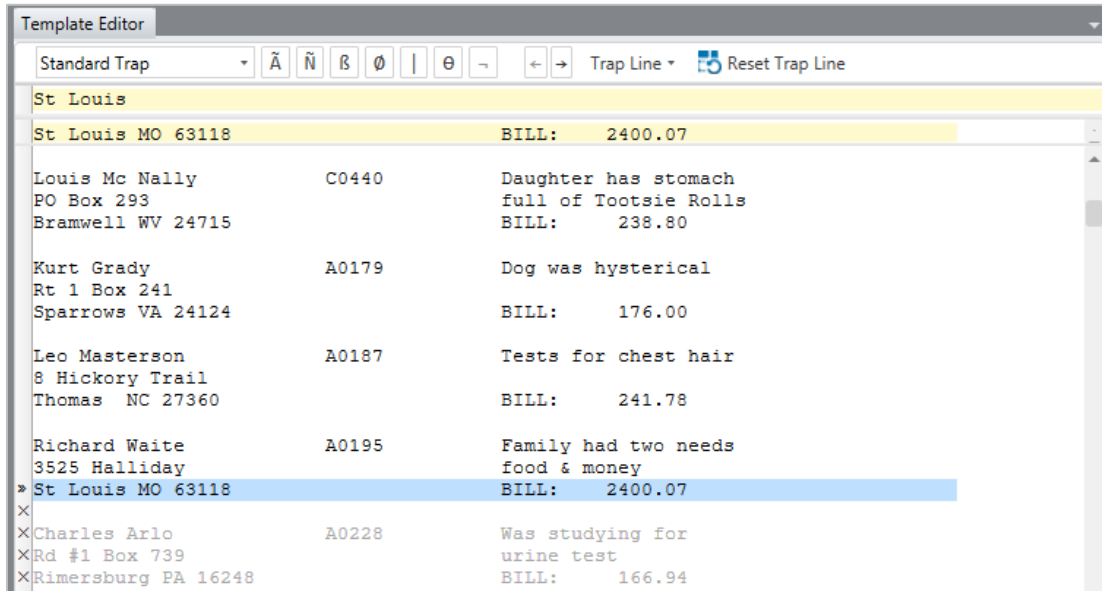 Template Editor
Standard Trap Ã Ñ ß Ø | θ ¬ ← → Trap Line Reset Trap Line
St Louis
St Louis MO 63118 BILL: 2400.07
Louis Mc Nally C0440 Daughter has stomach
PO Box 293 full of Tootsie Rolls
Bramwell WV 24715 BILL: 238.80
Kurt Grady A0179 Dog was hysterical
Rt 1 Box 241
Sparrows VA 24124 BILL: 176.00
Leo Masterson A0187 Tests for chest hair
8 Hickory Trail
Thomas  NC 27360 BILL: 241.78
Richard Waite A0195 Family had two needs
3525 Halliday food & money
» St Louis MO 63118 BILL: 2400.07
×
× Charles Arlo A0228 Was studying for
× Rd #1 Box 739 urine test
× Rimersburg PA 16248 BILL: 166.94